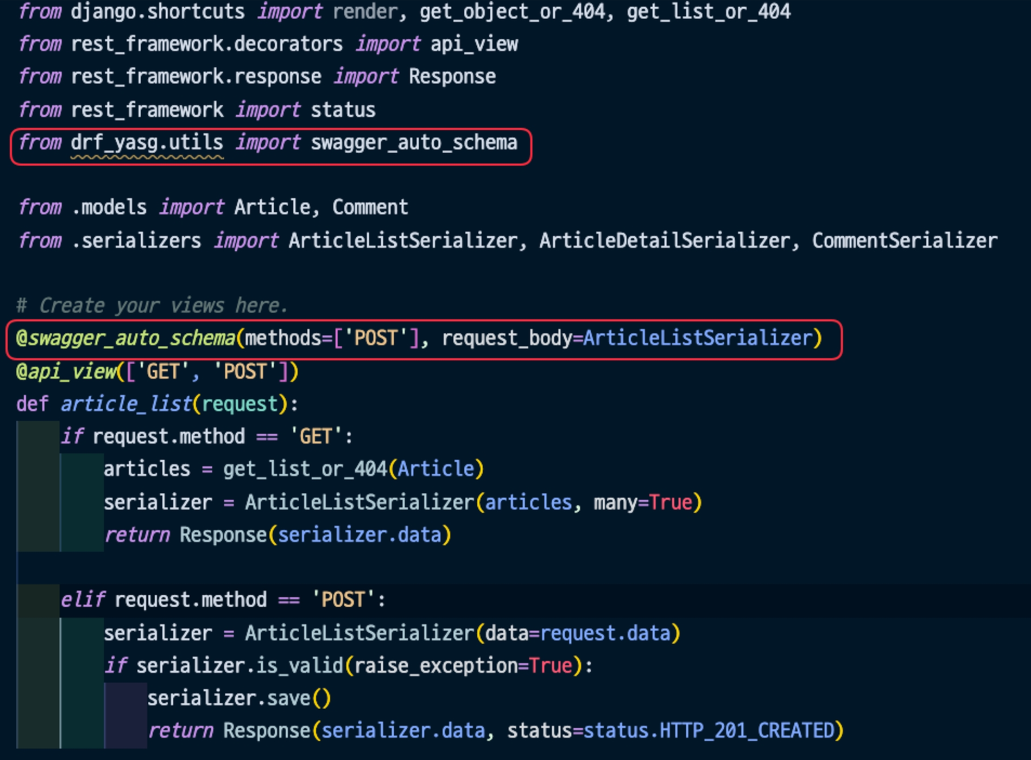 from django.shortcuts import render, get_object_or_404, get_list_or_404
from rest_framework.decorators import api_view
from rest_framework.response import Response
from rest_framework import status
from drf_yasg.utils import swagger_auto_schema
from .models import Article, Comment
from .serializers import ArticleListSerializer, ArticleDetailSerializer, CommentSerializer
# Create your views here.
@swagger_auto_schema(methods=['POST'], request_body=ArticleListSerializer)
@api_view(['GET', 'POST'])
def article_list(request):
    if request.method == 'GET':
        articles = get_list_or_404(Article)
        serializer = ArticleListSerializer(articles, many=True)
        return Response(serializer.data)
    elif request.method == 'POST':
        serializer = ArticleListSerializer(data=request.data)
        if serializer.is_valid(raise_exception=True):
            serializer.save()
            return Response(serializer.data, status=status.HTTP_201_CREATED)